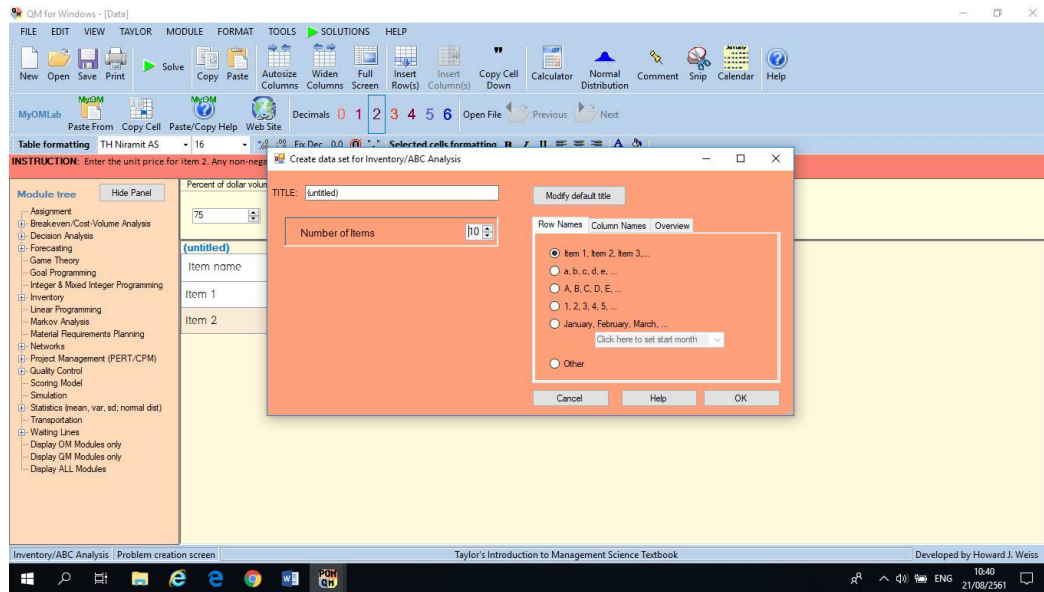 QM for Windows - [Data]
FILE EDIT VIEW TAYLOR MODULE FORMAT TOOLS SOLUTIONS HELP
New Open Save Print Solve Copy Paste Autosize Columns Widen Columns Full Screen Insert Row(s) Insert Column(s) Copy Cell Down Calculator Normal Distribution Comment Snip Calendar Help
MyOMLab MyOM Paste From Copy Cell MyOM Paste/Copy Help Web Site Decimals 0 1 2 3 4 5 6 Open File Previous Next
Table formatting TH Niramit AS 16 Fix Dec 0.0 Selected cells formatting B I U A
INSTRUCTION: Enter the unit price for item 2. Any non-nega
Module tree
Hide Panel
Assignment
Breakeven/Cost-Volume Analysis
Decision Analysis
Forecasting
Game Theory
Goal Programming
Integer & Mixed Integer Programming
Inventory
Linear Programming
Markov Analysis
Material Requirements Planning
Networks
Project Management (PERT/CPM)
Quality Control
Scoring Model
Simulation
Statistics (mean, var, sd; normal dist)
Transportation
Waiting Lines
Display OM Modules only
Display QM Modules only
Display ALL Modules
Percent of dollar volum
75
(untitled)
Item name
Item 1
Item 2
Create data set for Inventory/ABC Analysis
TITLE: (untitled)
Modify default title
Number of Items 10
Row Names Column Names Overview
Item 1, Item 2, Item 3,...
a, b, c, d, e, ...
A, B, C, D, E, ...
1, 2, 3, 4, 5, ...
January, February, March, ...
Click here to set start month
Other
Cancel Help OK
Inventory/ABC Analysis Problem creation screen Taylor's Introduction to Management Science Textbook Developed by Howard J. Weiss
POM QM
ENG
10:40
21/08/2561